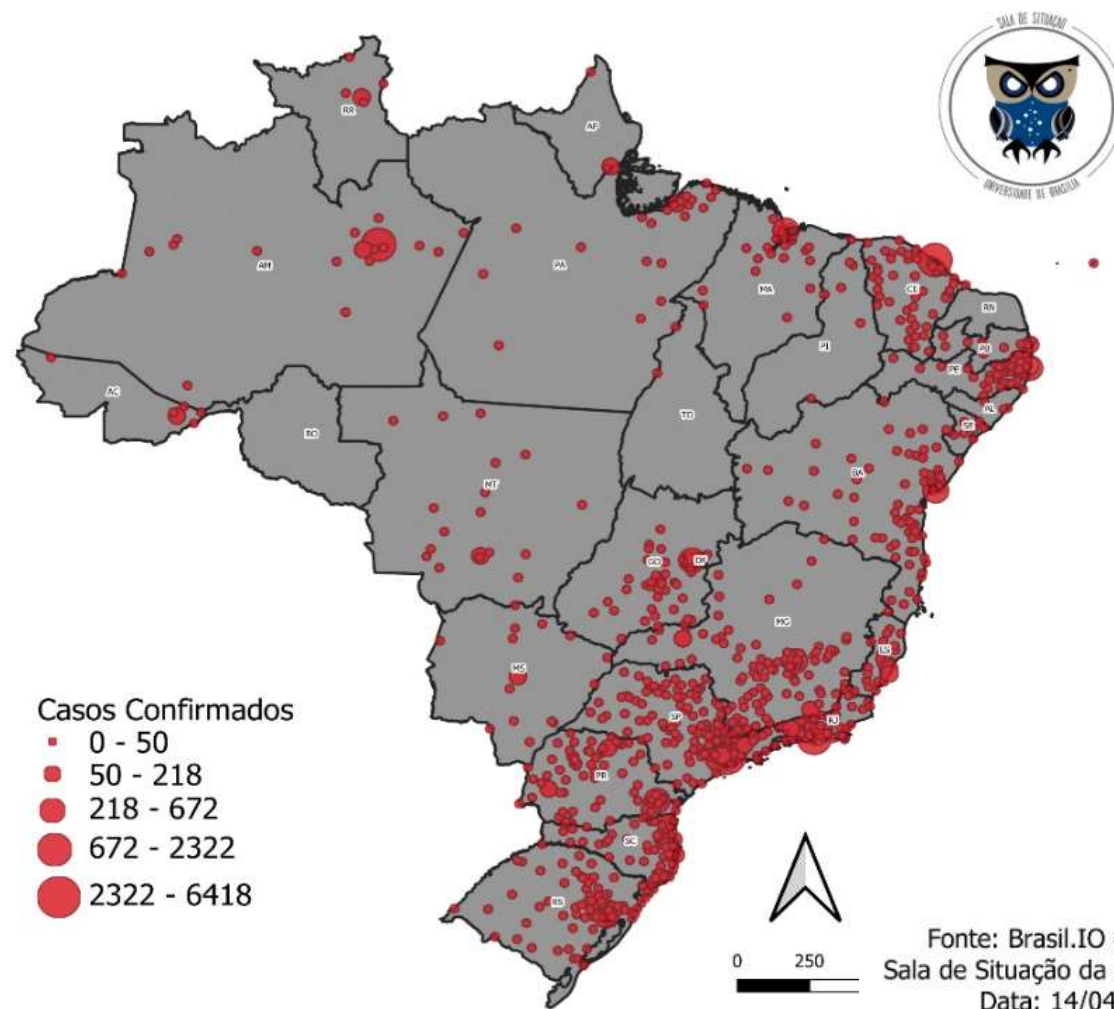 SALA DE SITUAÇÃO
UNIVERSIDADE DE BRASÍLIA
RR
AP
AM
PA
MA
CE
RN
PB
PI
PE
AC
AL
TO
SE
RO
BA
MT
GO
DF
MG
ES
MS
SP
RJ
PR
SC
RS
Casos Confirmados
0 - 50
50 - 218
218 - 672
672 - 2322
2322 - 6418
0 250
Fonte: Brasil.IO
Sala de Situação da
Data: 14/04